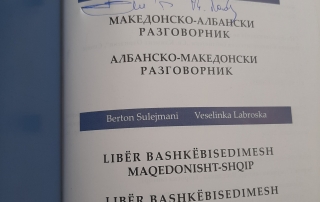 МАКЕДОНСКО-АЛБАНСКИ
РАЗГОВОРНИК
АЛБАНСКО-МАКЕДОНСКИ
РАЗГОВОРНИК
Berton Sulejmani Veselinka Labroska
LIBËR BASHKËBISEDIMESH
MAQEDONISHT-SHQIP
LIBËR BASHKËBISEDIMESH